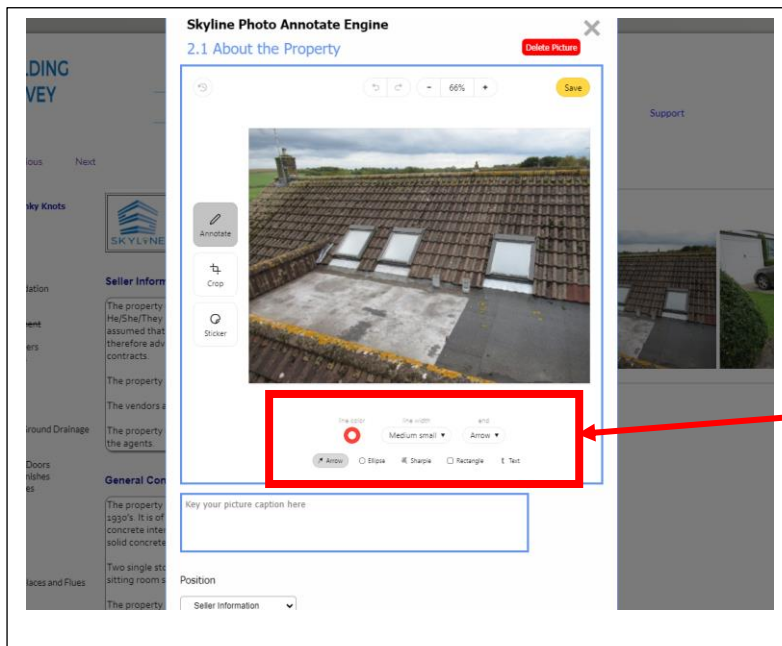 Skyline Photo Annotate Engine
2.1 About the Property
Delete Picture
66%
Save
Annotate
Crop
Sticker
line color
line width
end
Medium small
Arrow
Arrow
Ellipse
Sharpie
Rectangle
Text
Key your picture caption here
Position
Seller Information
LDING
VEY
Support
ious
Next
nky Knots
SKYLINE
dation
Seller Inform
ent
ers
The property
He/She/They
assumed that
therefore adv
contracts.
The property
The vendors a
The property
the agents.
round Drainage
Doors
nishes
es
General Con
The property
1930's. It is of
concrete inter
solid concrete
Two single sto
sitting room s
laces and Flues
The property